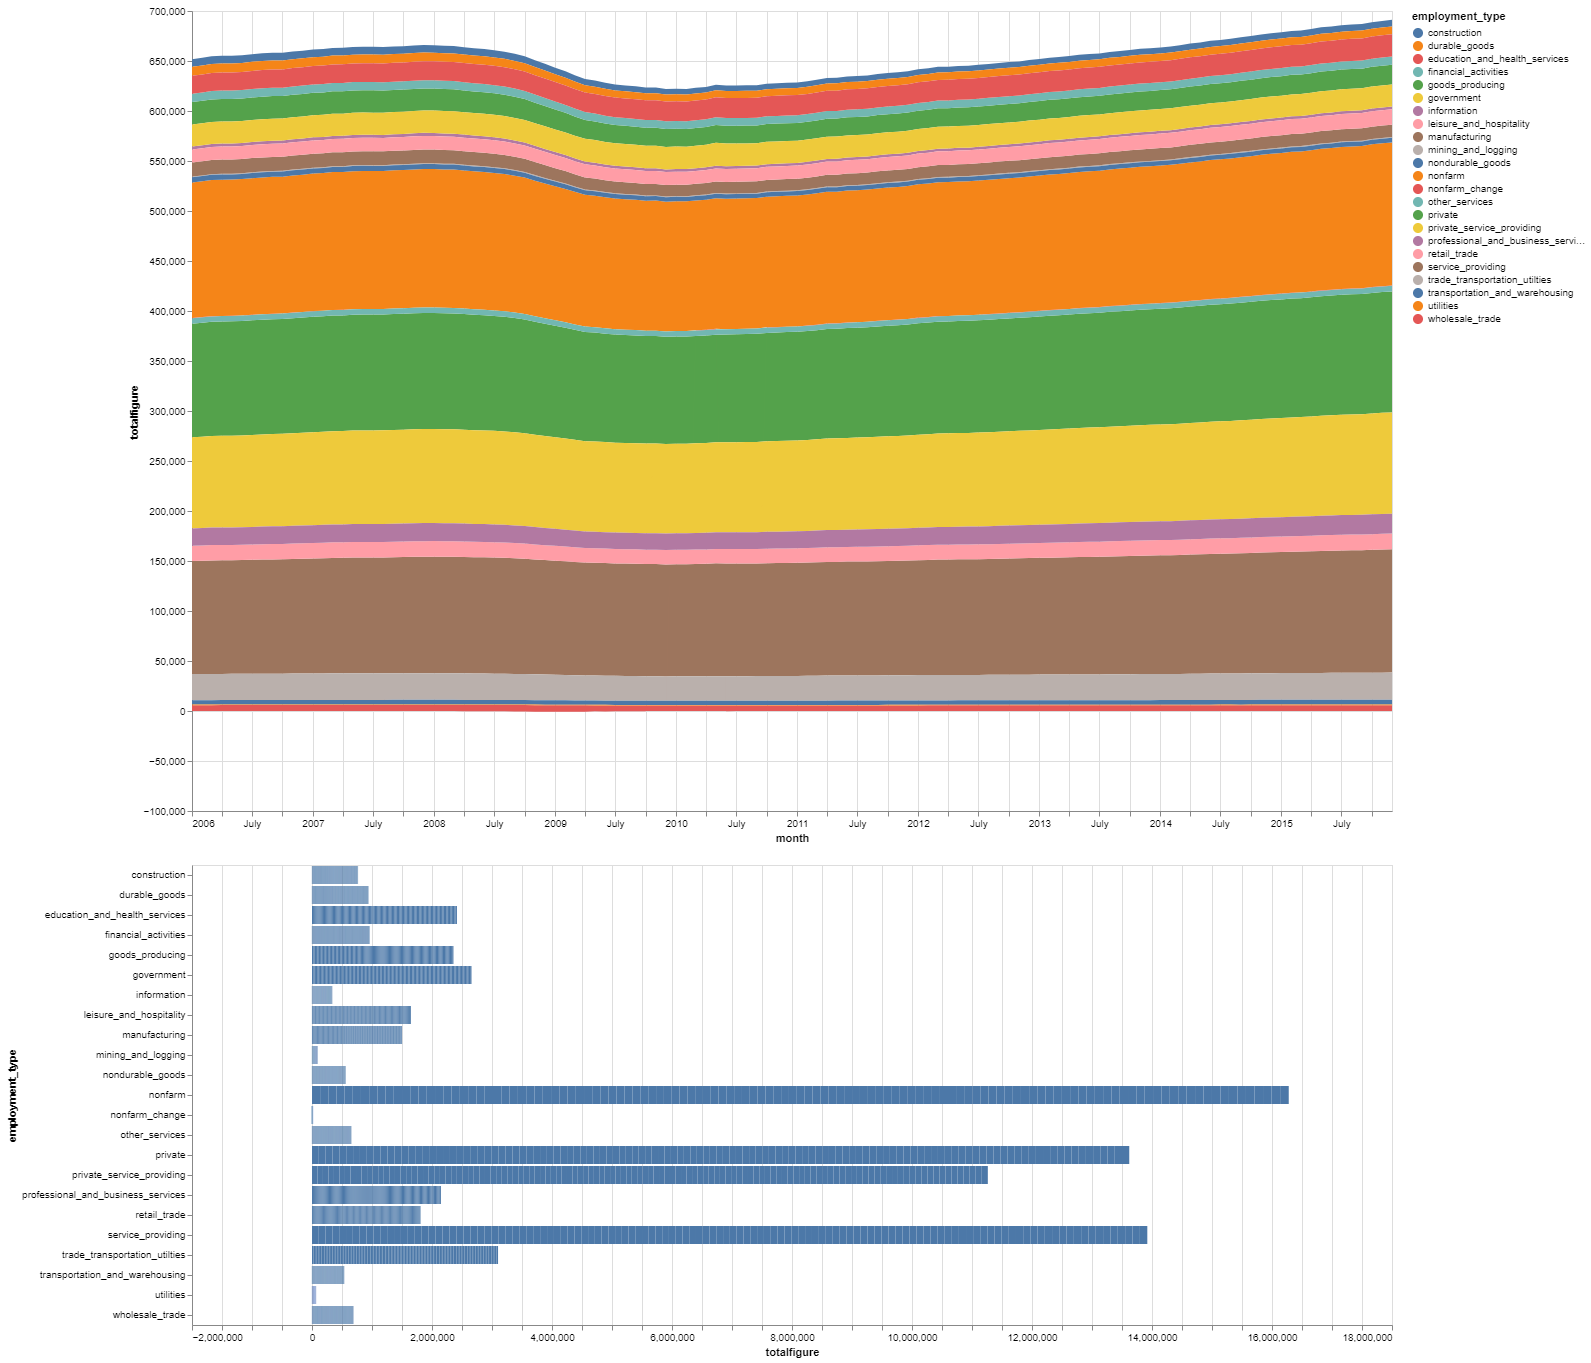 700,000
650,000
600,000
550,000
500,000
450,000
400,000
350,000
300,000
250,000
200,000
150,000
100,000
50,000
0
−50,000
−100,000
totalfigure
2006 July 2007 July 2008 July 2009 July 2010 July 2011 July 2012 July 2013 July 2014 July 2015 July
month
employment_type
construction
durable_goods
education_and_health_services
financial_activities
goods_producing
government
information
leisure_and_hospitality
manufacturing
mining_and_logging
nondurable_goods
nonfarm
nonfarm_change
other_services
private
private_service_providing
professional_and_business_servi…
retail_trade
service_providing
trade_transportation_utilties
transportation_and_warehousing
utilities
wholesale_trade
employment_type
construction
durable_goods
education_and_health_services
financial_activities
goods_producing
government
information
leisure_and_hospitality
manufacturing
mining_and_logging
nondurable_goods
nonfarm
nonfarm_change
other_services
private
private_service_providing
professional_and_business_services
retail_trade
service_providing
trade_transportation_utilties
transportation_and_warehousing
utilities
wholesale_trade
−2,000,000 0 2,000,000 4,000,000 6,000,000 8,000,000 10,000,000 12,000,000 14,000,000 16,000,000 18,000,000
totalfigure